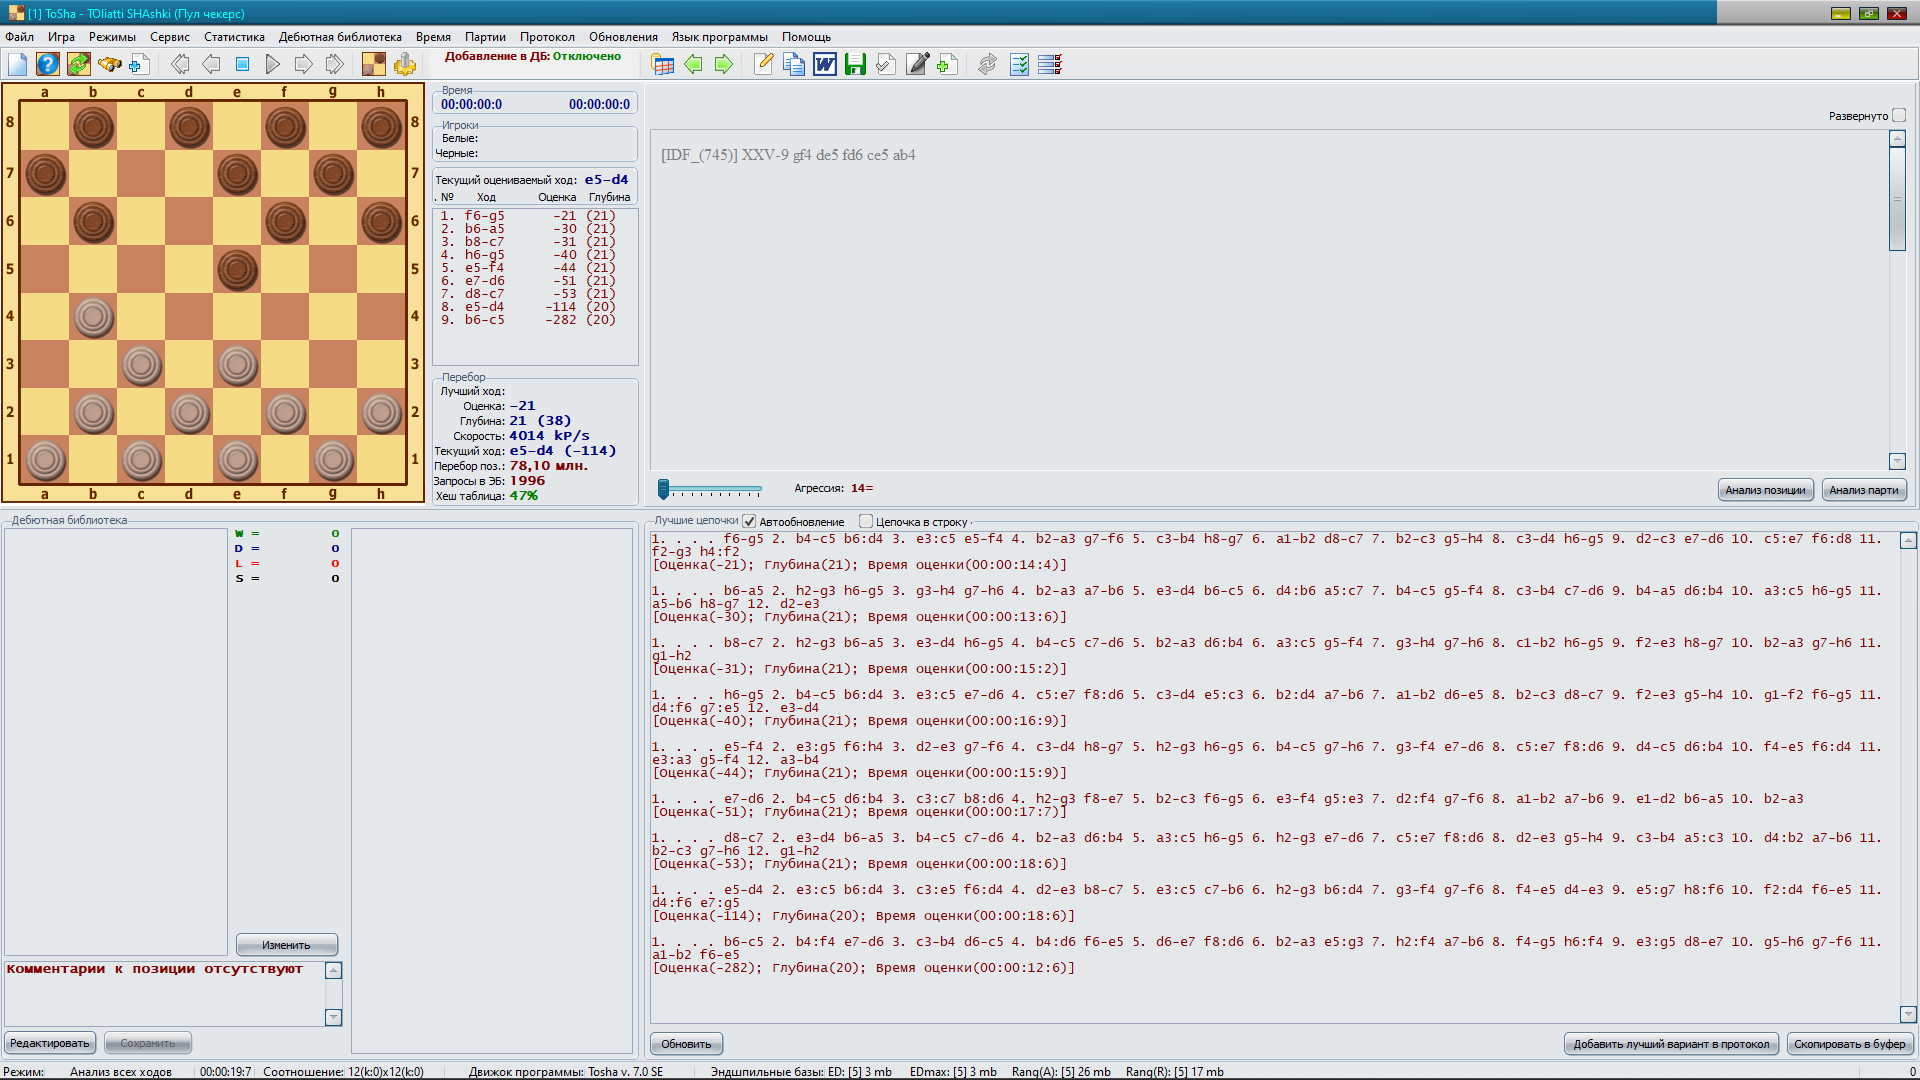 [1] ToSha - TOliatti SHAshki (Пул чекерс)
Файл Игра Режимы Сервис Статистика Дебютная библиотека Время Партии Протокол Обновления Язык программы Помощь
Добавление в ДБ: Отключено
a b c d e f g h
8 8
7 7
6 6
5 5
4 4
3 3
2 2
1 1
a b c d e f g h
Время
00:00:00:0 00:00:00:0
Игроки
Белые:
Черные:
Текущий оцениваемый ход: e5-d4
. № Ход Оценка Глубина
1. f6-g5 -21 (21)
2. b6-a5 -30 (21)
3. b8-c7 -31 (21)
4. h6-g5 -40 (21)
5. e5-f4 -44 (21)
6. e7-d6 -51 (21)
7. d8-c7 -53 (21)
8. e5-d4 -114 (20)
9. b6-c5 -282 (20)
Перебор
Лучший ход:
Оценка: -21
Глубина: 21 (38)
Скорость: 4014 kP/s
Текущий ход: e5-d4 (-114)
Перебор поз.: 78,10 млн.
Запросы в ЭБ: 1996
Хеш таблица: 47%
Развернуто
[IDF_(745)] XXV-9 gf4 de5 fd6 ce5 ab4
Агрессия: 14=
Анализ позиции Анализ парти
Дебютная библиотека
W = 0
D = 0
L = 0
S = 0
Изменить
Комментарии к позиции отсутствуют
Редактировать Сохранить
Лучшие цепочки Автообновление Цепочка в строку .
1. . . . f6-g5 2. b4-c5 b6:d4 3. e3:c5 e5-f4 4. b2-a3 g7-f6 5. c3-b4 h8-g7 6. a1-b2 d8-c7 7. b2-c3 g5-h4 8. c3-d4 h6-g5 9. d2-c3 e7-d6 10. c5:e7 f6:d8 11.
f2-g3 h4:f2
[Оценка(-21); Глубина(21); Время оценки(00:00:14:4)]
1. . . . b6-a5 2. h2-g3 h6-g5 3. g3-h4 g7-h6 4. b2-a3 a7-b6 5. e3-d4 b6-c5 6. d4:b6 a5:c7 7. b4-c5 g5-f4 8. c3-b4 c7-d6 9. b4-a5 d6:b4 10. a3:c5 h6-g5 11.
a5-b6 h8-g7 12. d2-e3
[Оценка(-30); Глубина(21); Время оценки(00:00:13:6)]
1. . . . b8-c7 2. h2-g3 b6-a5 3. e3-d4 h6-g5 4. b4-c5 c7-d6 5. b2-a3 d6:b4 6. a3:c5 g5-f4 7. g3-h4 g7-h6 8. c1-b2 h6-g5 9. f2-e3 h8-g7 10. b2-a3 g7-h6 11.
g1-h2
[Оценка(-31); Глубина(21); Время оценки(00:00:15:2)]
1. . . . h6-g5 2. b4-c5 b6:d4 3. e3:c5 e7-d6 4. c5:e7 f8:d6 5. c3-d4 e5:c3 6. b2:d4 a7-b6 7. a1-b2 d6-e5 8. b2-c3 d8-c7 9. f2-e3 g5-h4 10. g1-f2 f6-g5 11.
d4:f6 g7:e5 12. e3-d4
[Оценка(-40); Глубина(21); Время оценки(00:00:16:9)]
1. . . . e5-f4 2. e3:g5 f6:h4 3. d2-e3 g7-f6 4. c3-d4 h8-g7 5. h2-g3 h6-g5 6. b4-c5 g7-h6 7. g3-f4 e7-d6 8. c5:e7 f8:d6 9. d4-c5 d6:b4 10. f4-e5 f6:d4 11.
e3:a3 g5-f4 12. a3-b4
[Оценка(-44); Глубина(21); Время оценки(00:00:15:9)]
1. . . . e7-d6 2. b4-c5 d6:b4 3. c3:c7 b8:d6 4. h2-g3 f8-e7 5. b2-c3 f6-g5 6. e3-f4 g5:e3 7. d2:f4 g7-f6 8. a1-b2 a7-b6 9. e1-d2 b6-a5 10. b2-a3
[Оценка(-51); Глубина(21); Время оценки(00:00:17:7)]
1. . . . d8-c7 2. e3-d4 b6-a5 3. b4-c5 c7-d6 4. b2-a3 d6:b4 5. a3:c5 h6-g5 6. h2-g3 e7-d6 7. c5:e7 f8:d6 8. d2-e3 g5-h4 9. c3-b4 a5:c3 10. d4:b2 a7-b6 11.
b2-c3 g7-h6 12. g1-h2
[Оценка(-53); Глубина(21); Время оценки(00:00:18:6)]
1. . . . e5-d4 2. e3:c5 b6:d4 3. c3:e5 f6:d4 4. d2-e3 b8-c7 5. e3:c5 c7-b6 6. h2-g3 b6:d4 7. g3-f4 g7-f6 8. f4-e5 d4-e3 9. e5:g7 h8:f6 10. f2:d4 f6-e5 11.
d4:f6 e7:g5
[Оценка(-114); Глубина(20); Время оценки(00:00:18:6)]
1. . . . b6-c5 2. b4:f4 e7-d6 3. c3-b4 d6-c5 4. b4:d6 f6-e5 5. d6-e7 f8:d6 6. b2-a3 e5:g3 7. h2:f4 a7-b6 8. f4-g5 h6:f4 9. e3:g5 d8-e7 10. g5-h6 g7-f6 11.
a1-b2 f6-e5
[Оценка(-282); Глубина(20); Время оценки(00:00:12:6)]
Обновить Добавить лучший вариант в протокол Скопировать в буфер
Режим: Анализ всех ходов 00:00:19:7 Соотношение: 12(k:0)x12(k:0) Движок программы: Tosha v. 7.0 SE Эндшпильные базы: ED: [5] 3 mb EDmax: [5] 3 mb Rang(A): [5] 26 mb Rang(R): [5] 17 mb 0